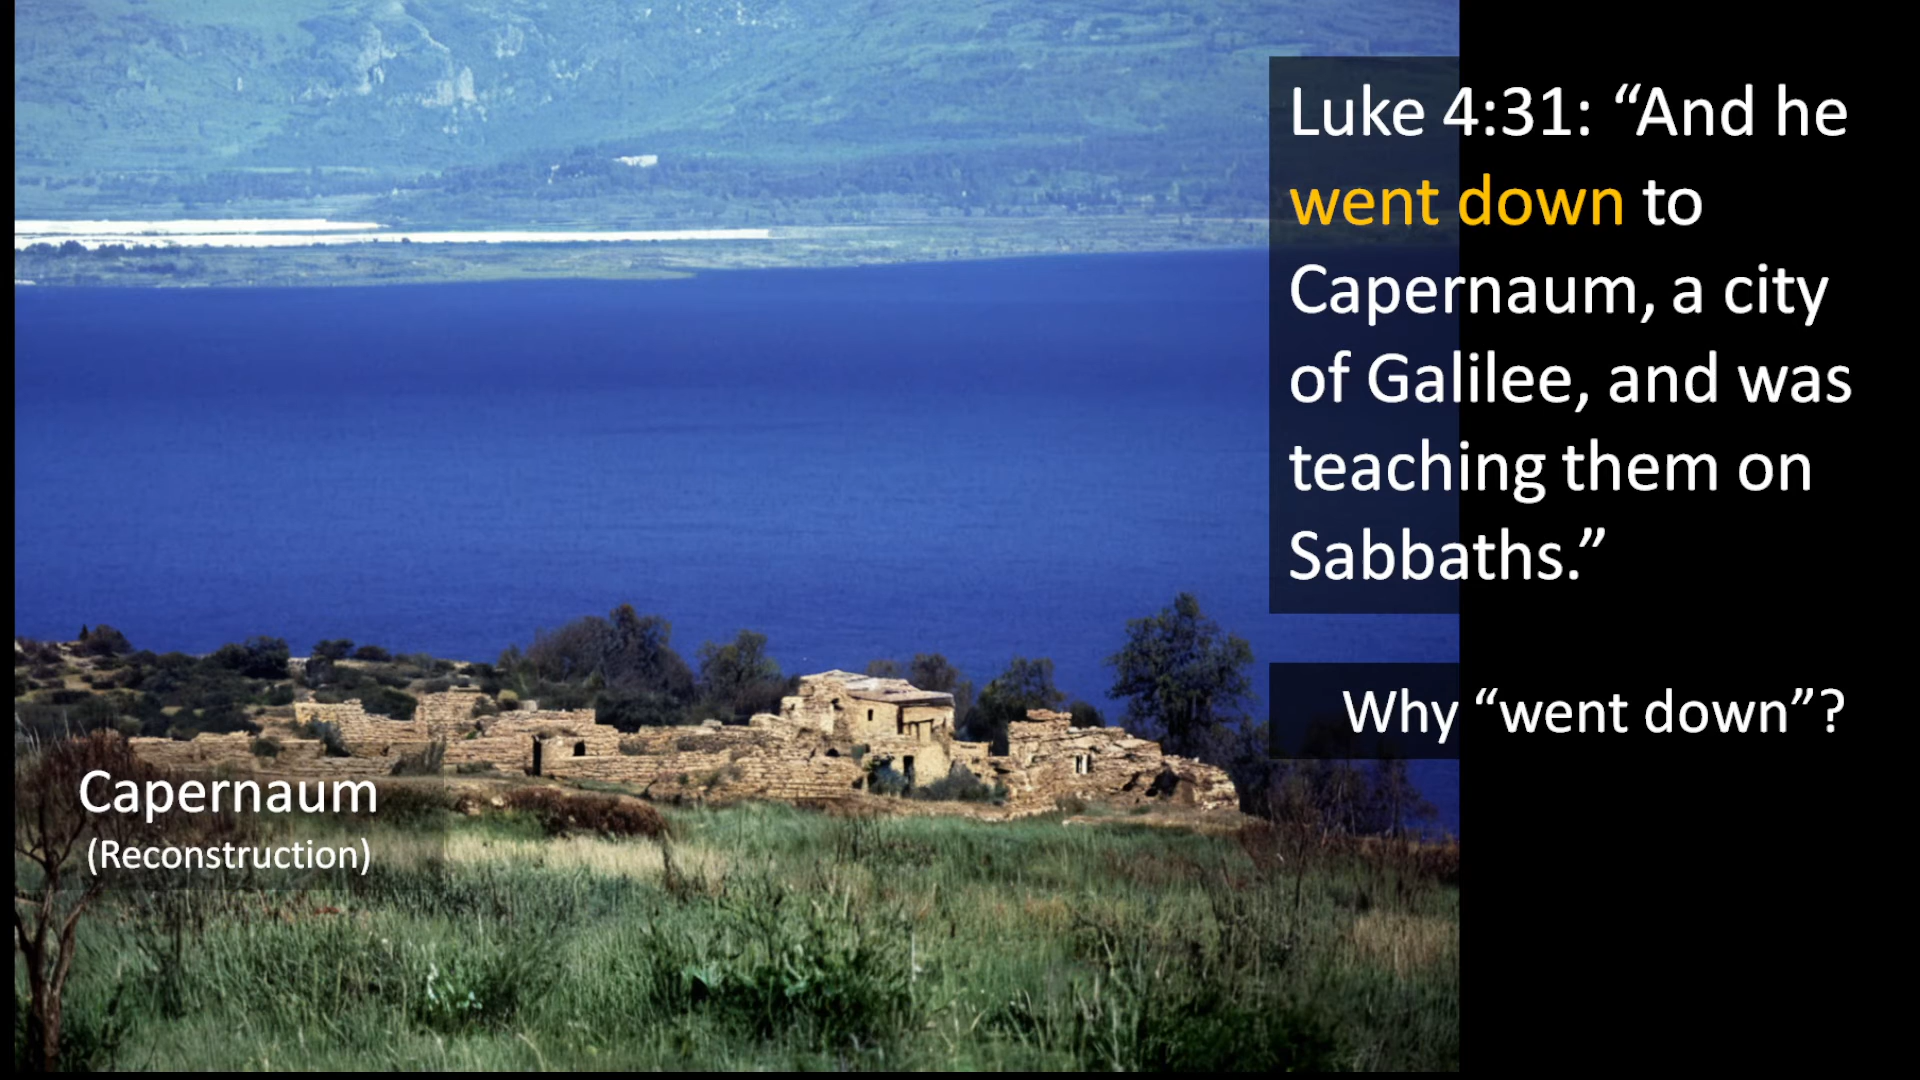 Luke 4:31: “And he
went down to
Capernaum, a city
of Galilee, and was
teaching them on
Sabbaths.”
Why “went down”?
Capernaum
(Reconstruction)